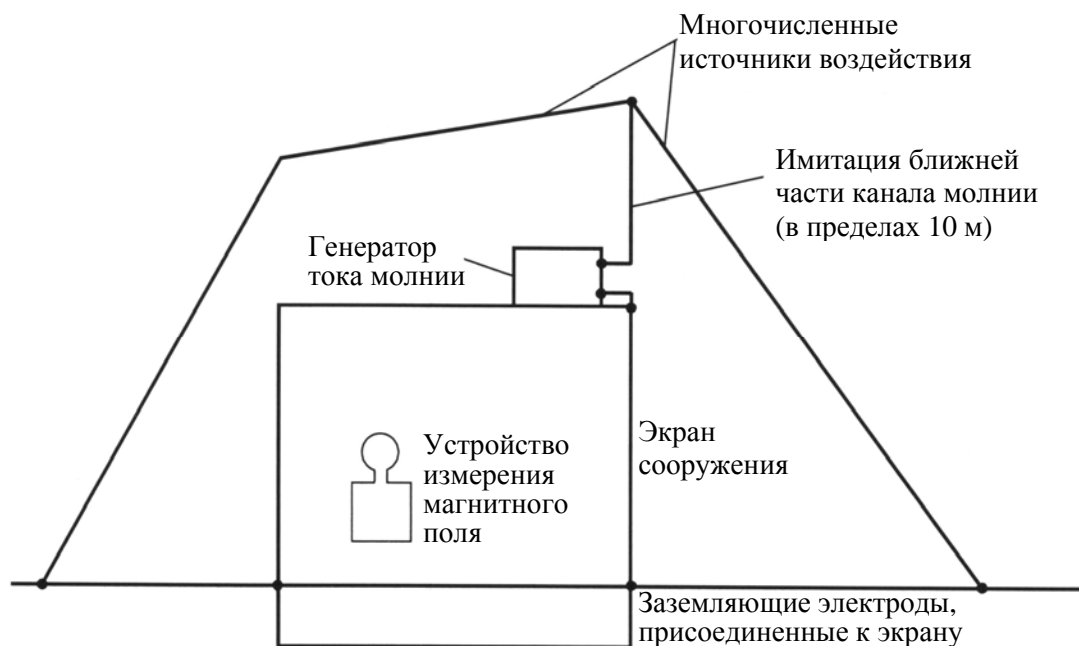 Многочисленные
источники воздействия
Имитация ближней
части канала молнии
(в пределах 10 м)
Генератор
тока молнии
Экран
сооружения
Устройство
измерения
магнитного
поля
Заземляющие электроды,
присоединенные к экрану